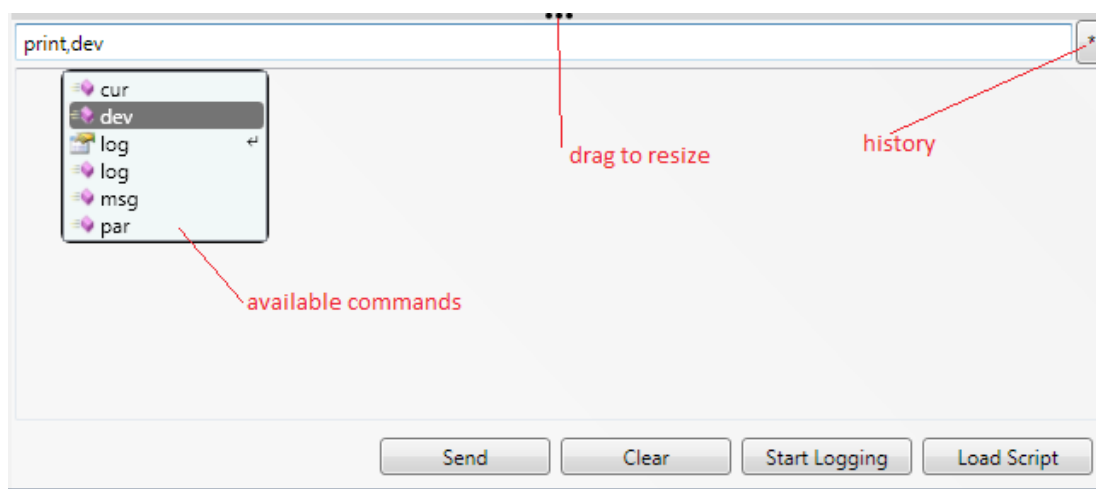 print,dev
*
cur
dev
log ↵
log
msg
par
drag to resize
history
available commands
Send
Clear
Start Logging
Load Script